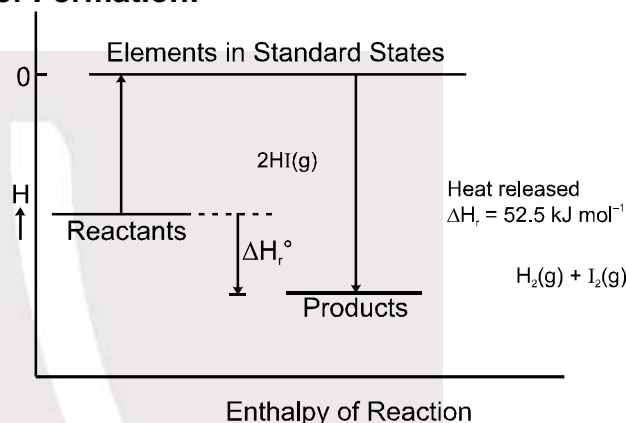 of Formation:
Elements in Standard States
0
2HI(g)
H
Heat released
ΔHᵣ = 52.5 kJ mol⁻¹
Reactants
ΔHᵣ°
H₂(g) + I₂(g)
Products
Enthalpy of Reaction